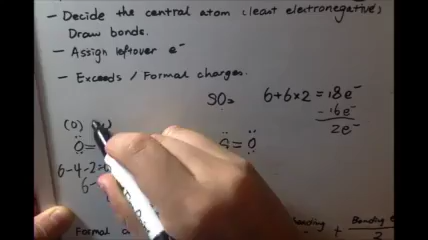 - Decide the central atom (least electronegative)
Draw bonds.
- Assign leftover e⁻
- Exceeds / Formal charges.
SO₂ 6+6×2 = 18e⁻
- 16e⁻
2e⁻
(0)
Ö= S=O
6-4-2=
6-
Formal